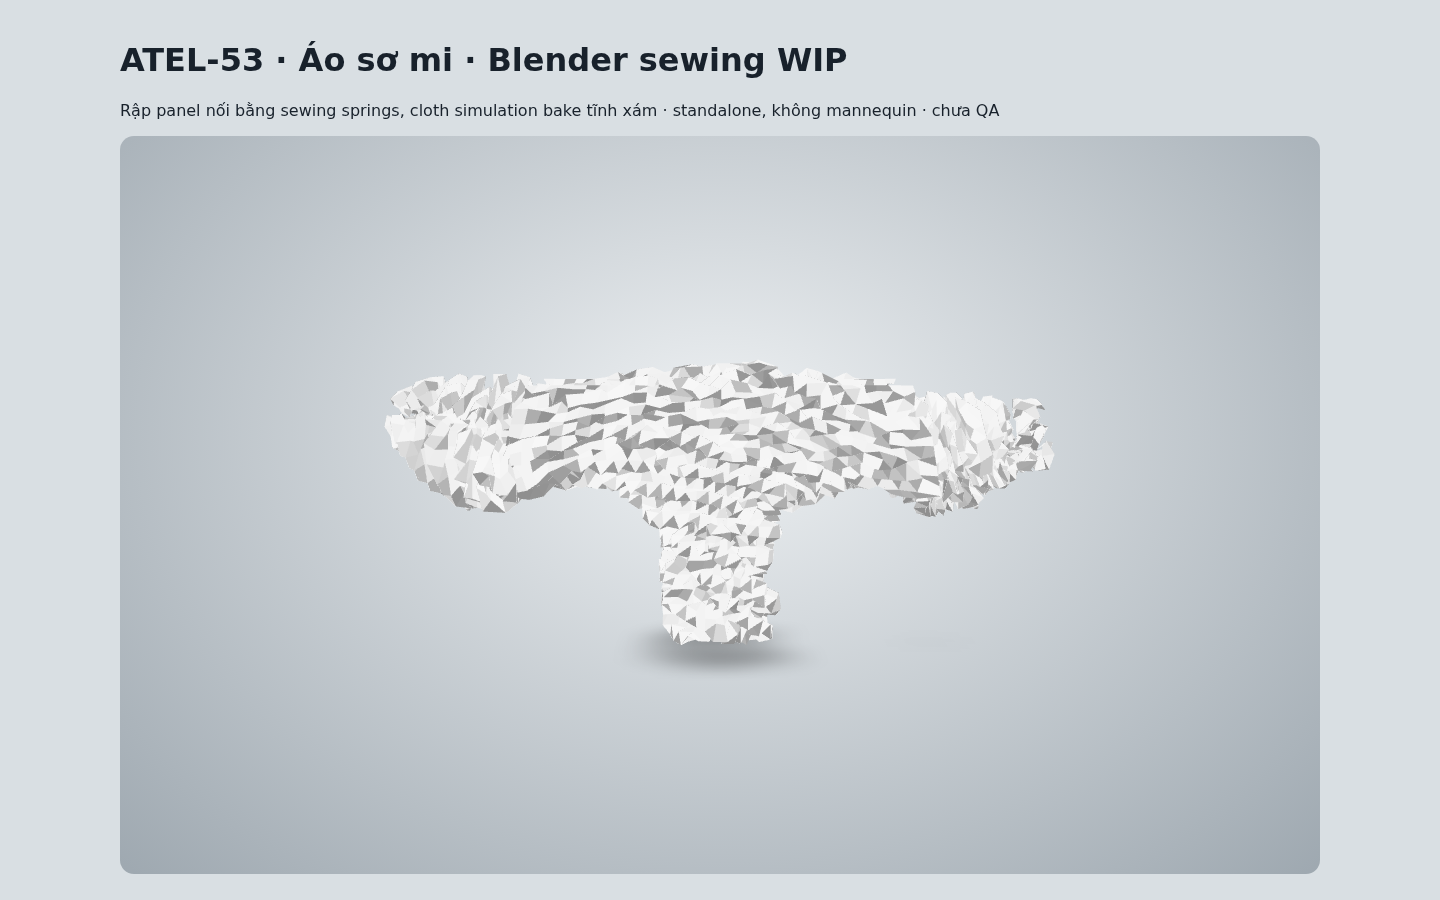 ATEL-53 · Áo sơ mi · Blender sewing WIP
Rập panel nối bằng sewing springs, cloth simulation bake tĩnh xám · standalone, không mannequin · chưa QA